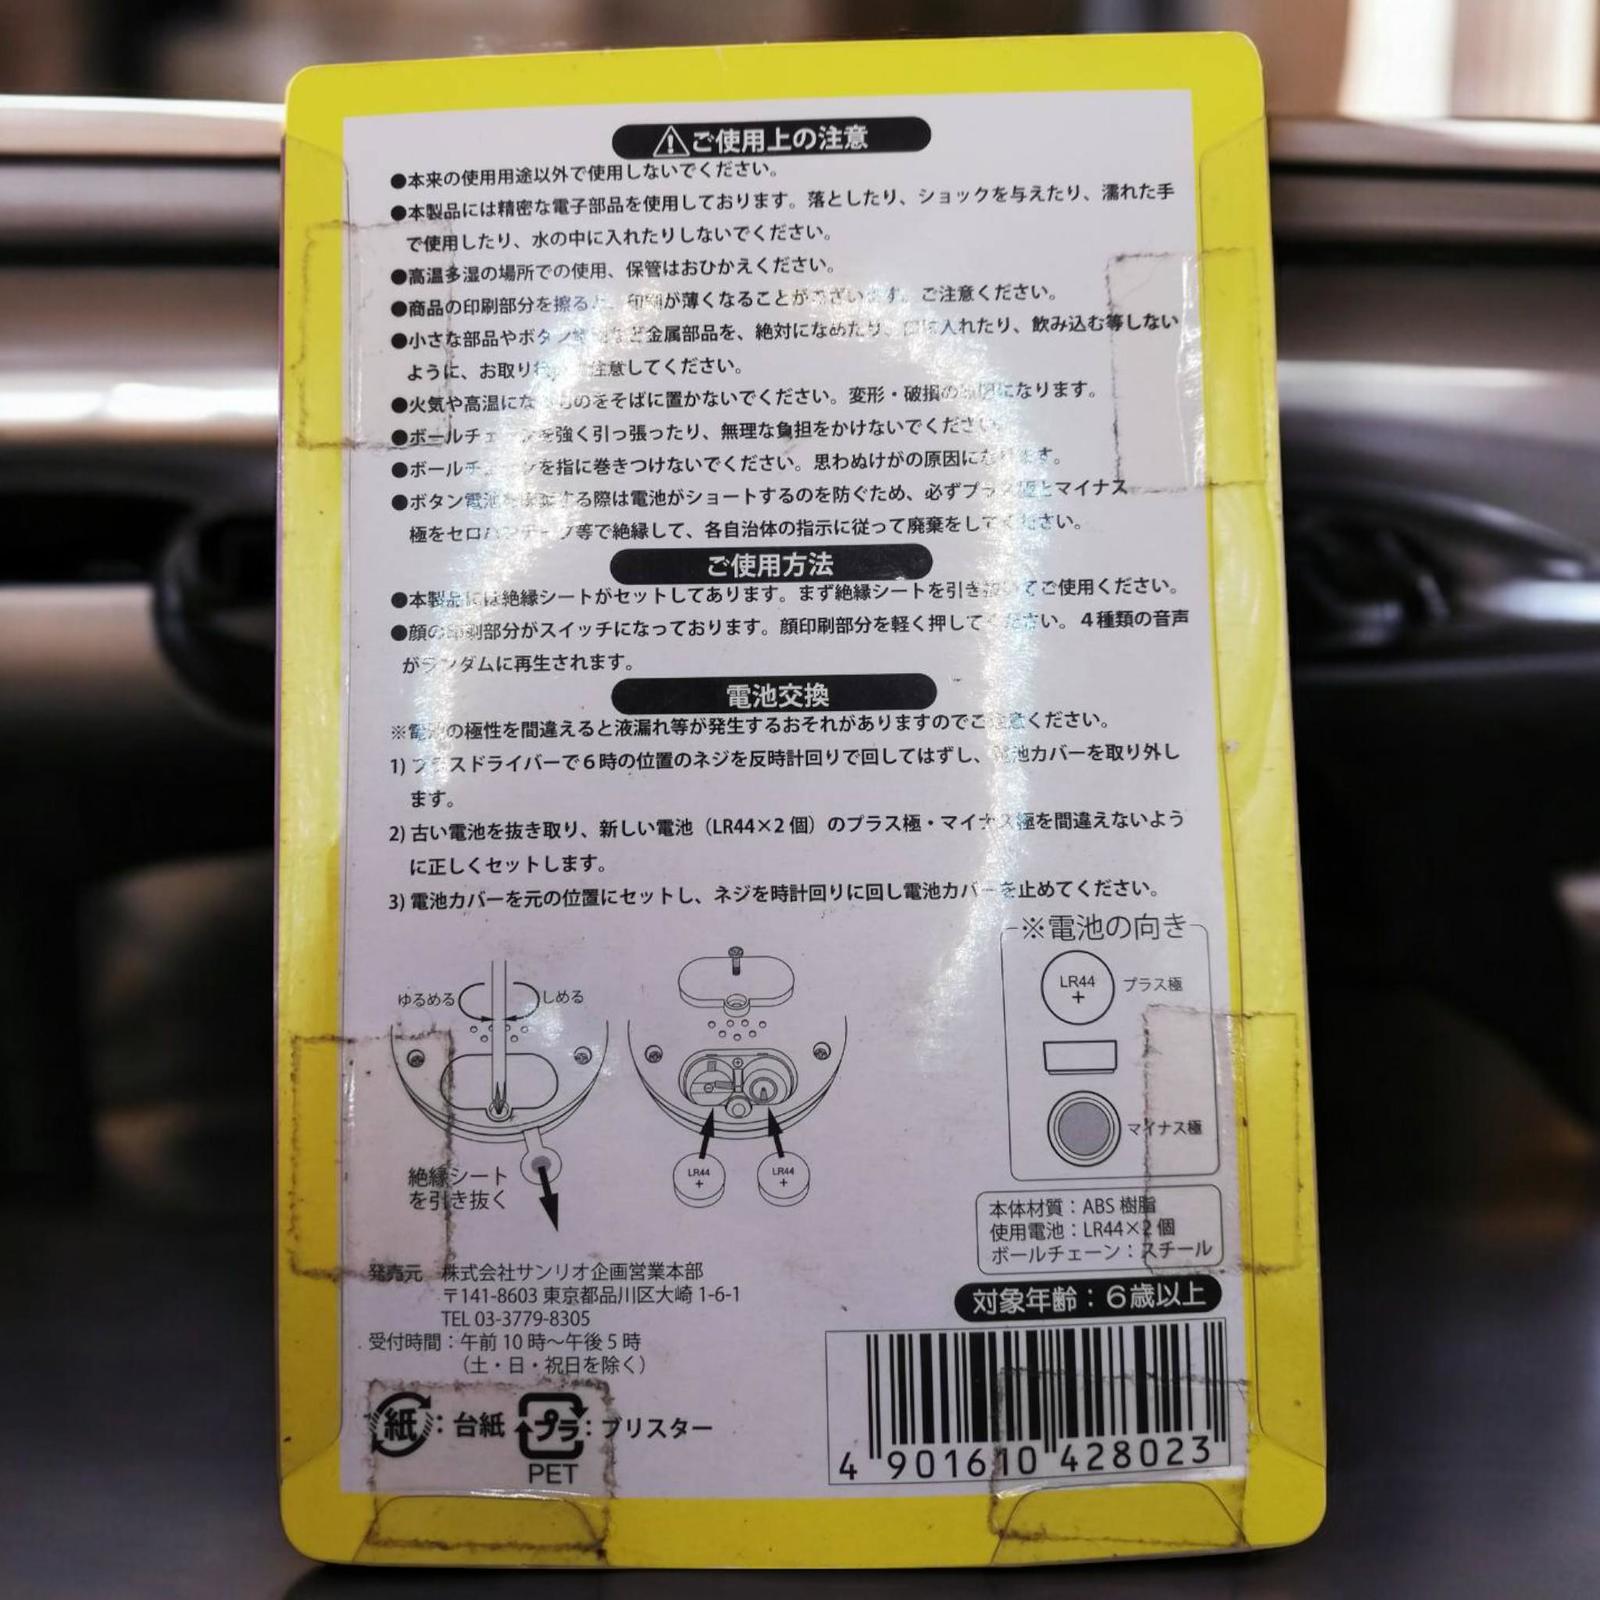 ⚠ご使用上の注意
●本来の使用用途以外で使用しないでください。
●本製品には精密な電子部品を使用しております。落としたり、ショックを与えたり、濡れた手
で使用したり、水の中に入れたりしないでください。
●高温多湿の場所での使用、保管はおひかえください。
●商品の印刷部分を擦ると、印刷が薄くなることがございます。ご注意ください。
●小さな部品やボタン電池など金属部品を、絶対になめたり、口に入れたり、飲み込む等しない
ように、お取り扱いに注意してください。
●火気や高温になるものをそばに置かないでください。変形・破損の原因になります。
●ボールチェーンを強く引っ張ったり、無理な負担をかけないでください。
●ボールチェーンを指に巻きつけないでください。思わぬけがの原因になります。
●ボタン電池を廃棄する際は電池がショートするのを防ぐため、必ずプラス極とマイナス
極をセロハンテープ等で絶縁して、各自治体の指示に従って廃棄をしてください。
ご使用方法
●本製品には絶縁シートがセットしてあります。まず絶縁シートを引き抜いてご使用ください。
●顔の印刷部分がスイッチになっております。顔印刷部分を軽く押してください。4種類の音声
がランダムに再生されます。
電池交換
※電池の極性を間違えると液漏れ等が発生するおそれがありますのでご注意ください。
1) プラスドライバーで6時の位置のネジを反時計回りで回してはずし、電池カバーを取り外し
ます。
2) 古い電池を抜き取り、新しい電池（LR44×2個）のプラス極・マイナス極を間違えないよう
に正しくセットします。
3) 電池カバーを元の位置にセットし、ネジを時計回りに回し電池カバーを止めてください。
※電池の向き
LR44
+
プラス極
マイナス極
ゆるめる
しめる
絶縁シート
を引き抜く
LR44
+
LR44
+
本体材質：ABS 樹脂
使用電池：LR44×2 個
ボールチェーン：スチール
発売元 株式会社サンリオ企画営業本部
〒141-8603 東京都品川区大崎 1-6-1
TEL 03-3779-8305
受付時間：午前 10 時〜午後 5 時
（土・日・祝日を除く）
対象年齢：6歳以上
紙：台紙 プラ：ブリスター
PET
4 901610 428023